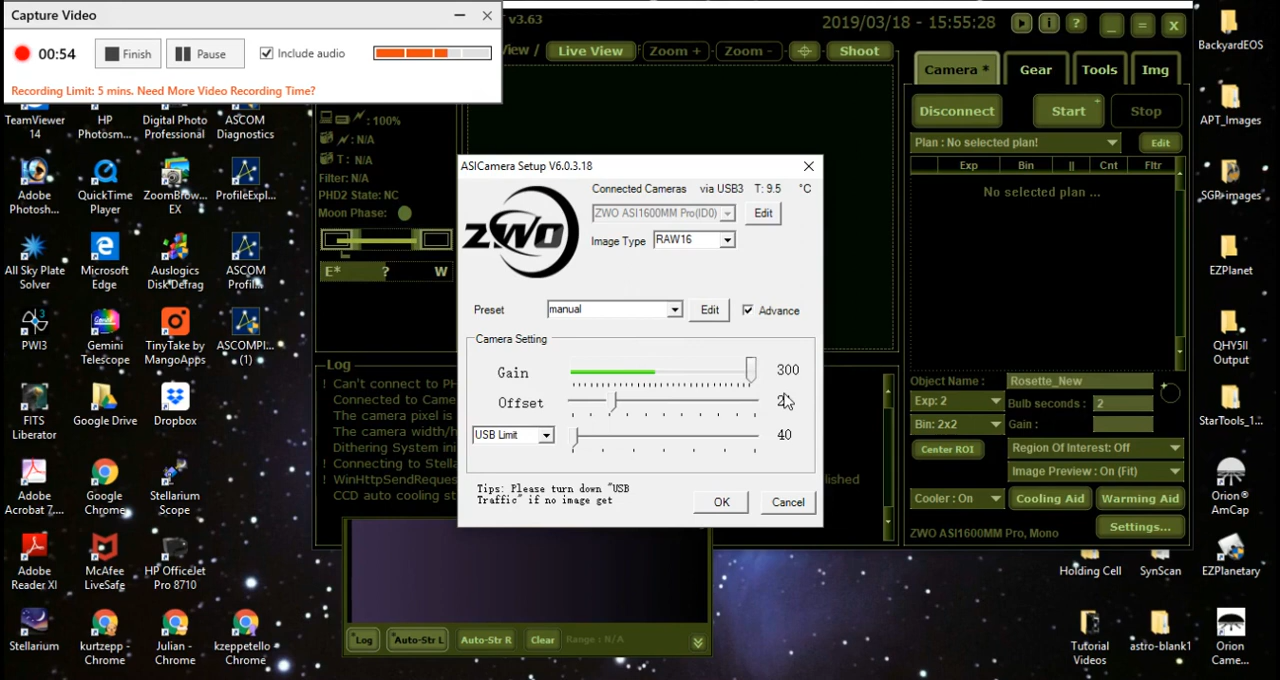 Capture Video
00:54
Finish
Pause
Include audio
Recording Limit: 5 mins. Need More Video Recording Time?
v3.63
2019/03/18 - 15:55:28
?
_
=
X
View /
Live View
Zoom +
Zoom -
Shoot
Camera *
Gear
Tools
Img
Disconnect
Start
+
Stop
Plan : No selected plan!
Edit
Exp
Bin
||
Cnt
Fltr
No selected plan ...
: 100%
: N/A
T : N/A
Filter: N/A
PHD2 State: NC
Moon Phase:
E*
?
W
Log
! Can't connect to PH
Connected to Came
The camera pixel is
The camera width/h
Dithering System ini
! Connecting to Stella
! WinHttpSendReques
CCD auto cooling st
lished
ASICamera Setup V6.0.3.18
Connected Cameras via USB3 T: 9.5 °C
ZWO ASI1600MM Pro(ID0)
Edit
Image Type
RAW16
ZWO
Preset
manual
Edit
Advance
Camera Setting
Gain
300
Offset
USB Limit
40
Tips: Please turn down "USB
Traffic" if no image get
OK
Cancel
Object Name :
Rosette_New
Exp: 2
Bulb seconds :
2
Bin: 2x2
Gain :
Center ROI
Region Of Interest: Off
Image Preview : On (Fit)
Cooler : On
Cooling Aid
Warming Aid
ZWO ASI1600MM Pro, Mono
Settings...
*Log
*Auto-Str L
Auto-Str R
Clear
Range : N/A
TeamViewer
14
HP
Photosm...
Digital Photo
Professional
ASCOM
Diagnostics
Adobe
Photosh...
QuickTime
Player
ZoomBrow...
EX
ProfileExpl...
All Sky Plate
Solver
Microsoft
Edge
Auslogics
Disk Defrag
ASCOM
Profil...
PWI3
Gemini
Telescope
TinyTake by
MangoApps
ASCOMPI...
(1)
FITS
Liberator
Google Drive
Dropbox
Adobe
Acrobat 7....
Google
Chrome
Stellarium
Scope
Adobe
Reader XI
McAfee
LiveSafe
HP OfficeJet
Pro 8710
Stellarium
kurtzepp -
Chrome
Julian -
Chrome
kzeppetello -
Chrome
BackyardEOS
APT_Images
SGP-images
EZPlanet
QHY5II
Output
StarTools_1...
Orion®
AmCap
Holding Cell
SynScan
EZPlanetary
Tutorial
Videos
astro-blank1
Orion
Came...